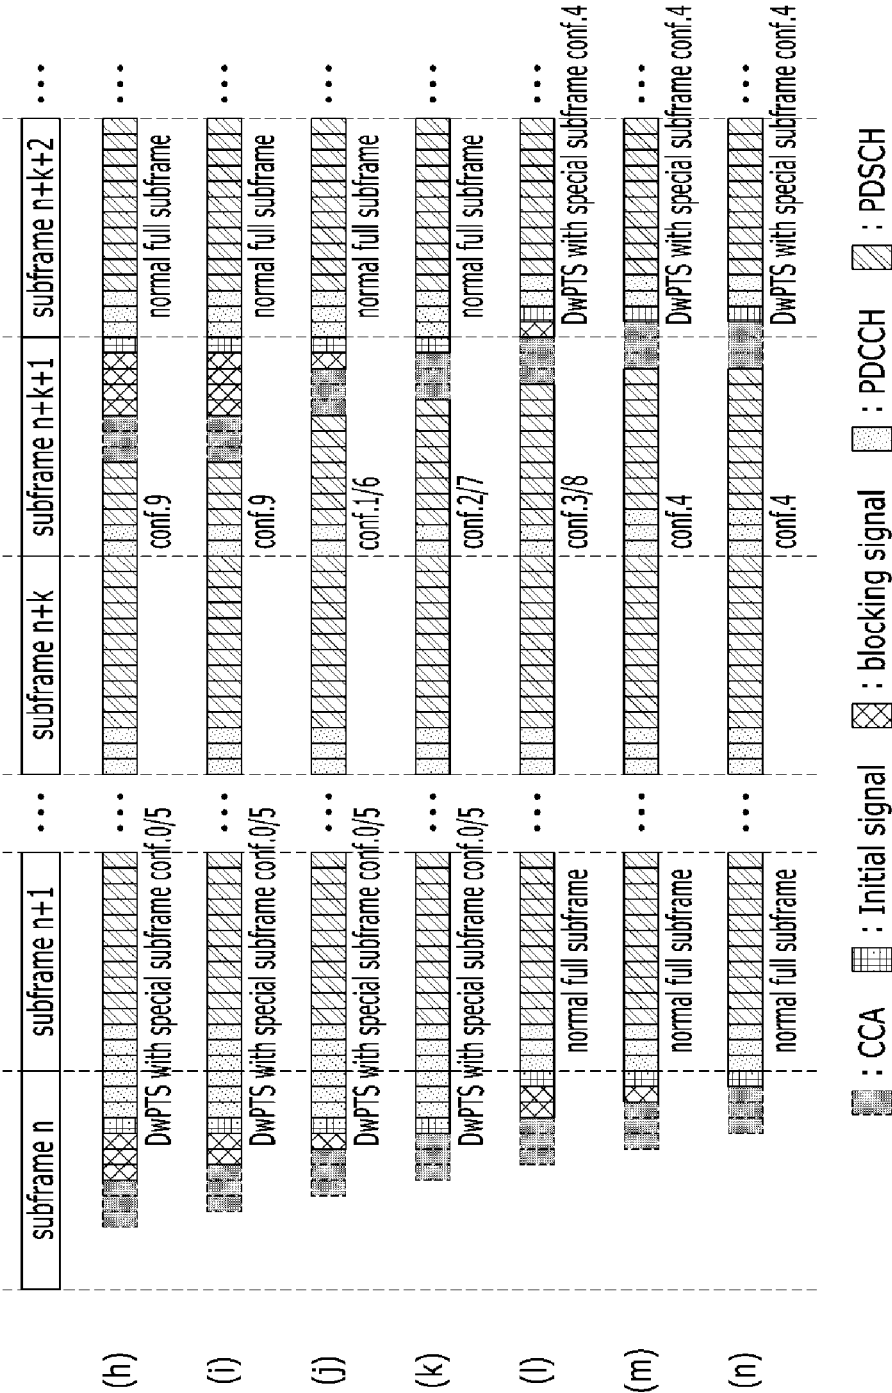 subframe n subframe n+1 ••• subframe n+k subframe n+k+1 subframe n+k+2 •••
(h) ••• •••
DwPTS with special subframe conf.0/5 conf.9 normal full subframe
(i) ••• •••
DwPTS with special subframe conf.0/5 conf.9 normal full subframe
(j) ••• •••
DwPTS with special subframe conf.0/5 conf.1/6 normal full subframe
(k) ••• •••
DwPTS with special subframe conf.0/5 conf.2/7 normal full subframe
(l) ••• •••
normal full subframe conf.3/8 DwPTS with special subframe conf.4
(m) ••• •••
normal full subframe conf.4 DwPTS with special subframe conf.4
(n) ••• •••
normal full subframe conf.4 DwPTS with special subframe conf.4
: CCA : Initial signal : blocking signal : PDCCH : PDSCH